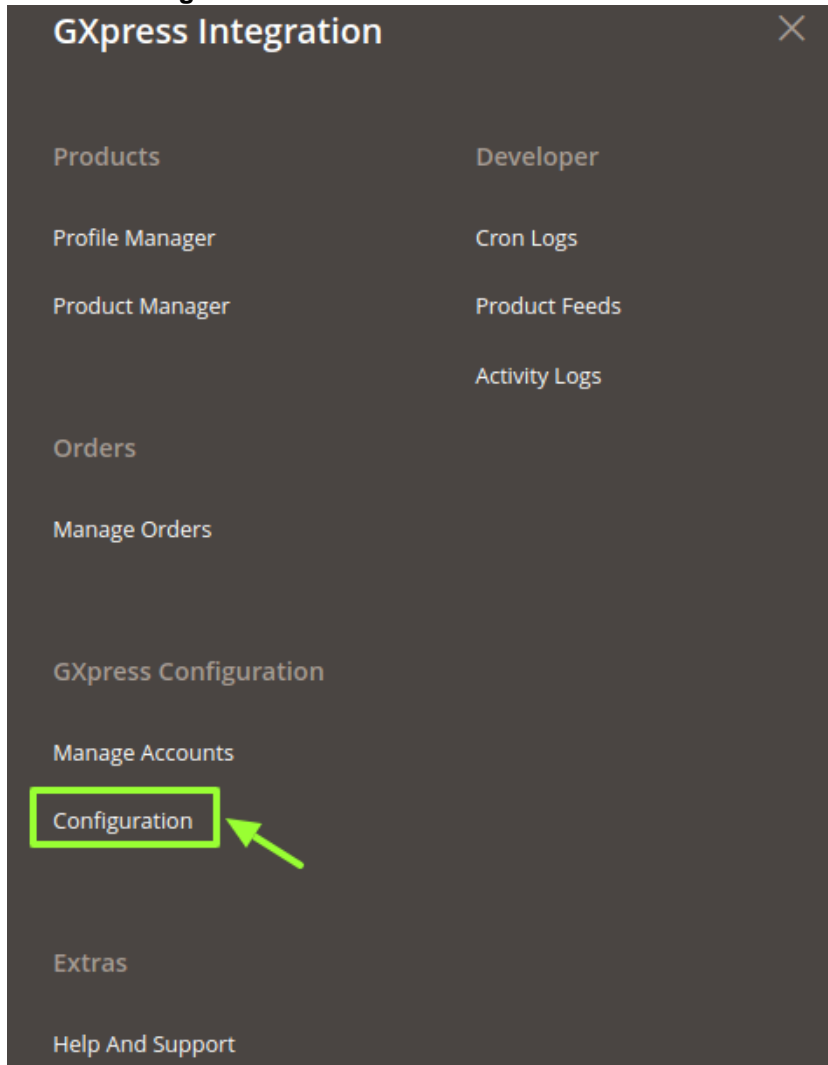 GXpress Integration
Products
Profile Manager
Product Manager
Developer
Cron Logs
Product Feeds
Activity Logs
Orders
Manage Orders
GXpress Configuration
Manage Accounts
Configuration
Extras
Help And Support